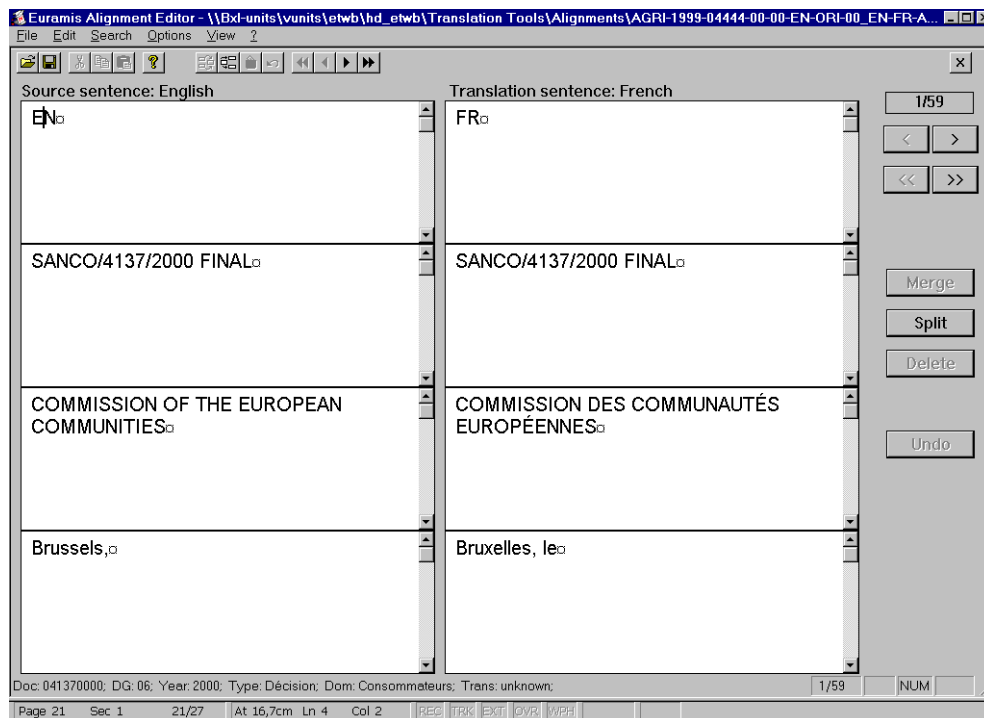 Euramis Alignment Editor - \\Bxl-units\vunits\etwb\hd_etwb\Translation Tools\Alignments\AGRI-1999-04444-00-00-EN-ORI-00_EN-FR-A...
File Edit Search Options View ?
Source sentence: English
Translation sentence: French
1/59
EN¤
FR¤
< >
<< >>
SANCO/4137/2000 FINAL¤
SANCO/4137/2000 FINAL¤
Merge
Split
Delete
COMMISSION OF THE EUROPEAN
COMMUNITIES¤
COMMISSION DES COMMUNAUTÉS
EUROPÉENNES¤
Undo
Brussels,¤
Bruxelles, le¤
Doc: 041370000; DG: 06; Year: 2000; Type: Décision; Dom: Consommateurs; Trans: unknown; 1/59 NUM
Page 21 Sec 1 21/27 At 16,7cm Ln 4 Col 2 REC TRK EXT OVR WPH